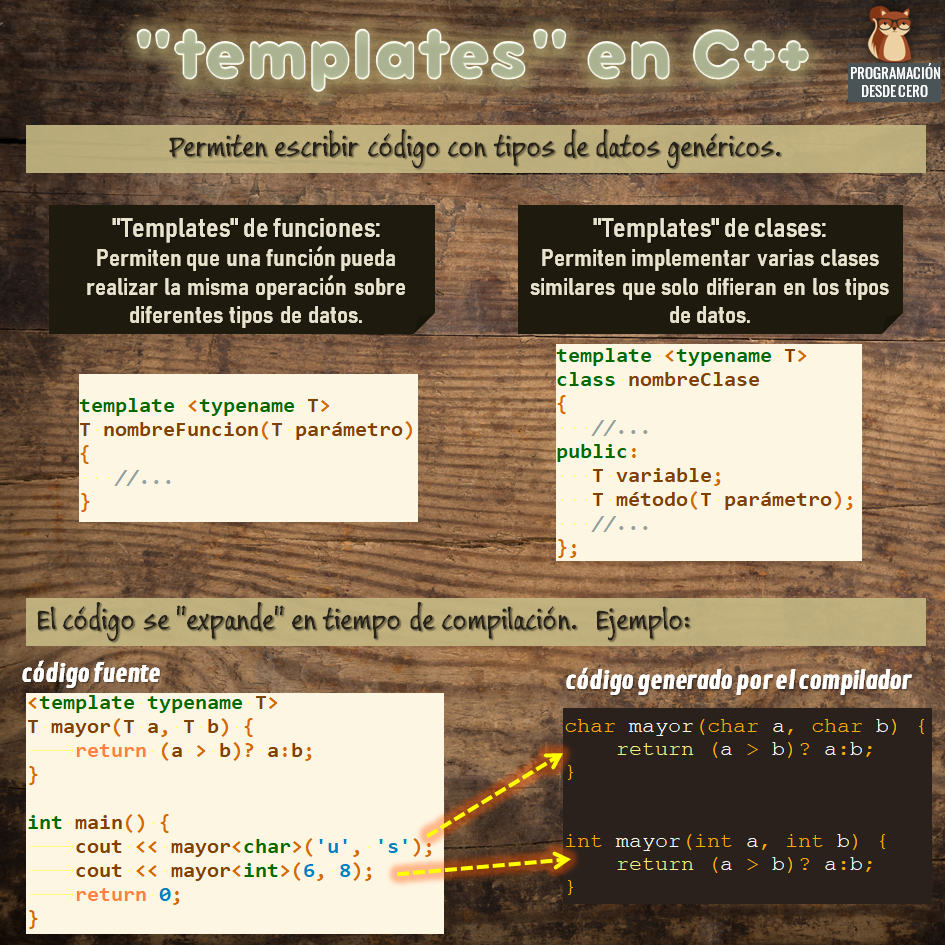 "templates" en C++
PROGRAMACIÓN
DESDE CERO
Permiten escribir código con tipos de datos genéricos.
"Templates" de funciones:
Permiten que una función pueda
realizar la misma operación sobre
diferentes tipos de datos.
template <typename T>
T nombreFuncion(T parámetro)
{
//...
}
"Templates" de clases:
Permiten implementar varias clases
similares que solo difieran en los tipos
de datos.
template <typename T>
class nombreClase
{
//...
public:
T variable;
T método(T parámetro);
//...
};
El código se "expande" en tiempo de compilación. Ejemplo:
código fuente
<template typename T>
T mayor(T a, T b) {
return (a > b)? a:b;
}
int main() {
cout << mayor<char>('u', 's');
cout << mayor<int>(6, 8);
return 0;
}
código generado por el compilador
char mayor(char a, char b) {
return (a > b)? a:b;
}
int mayor(int a, int b) {
return (a > b)? a:b;
}